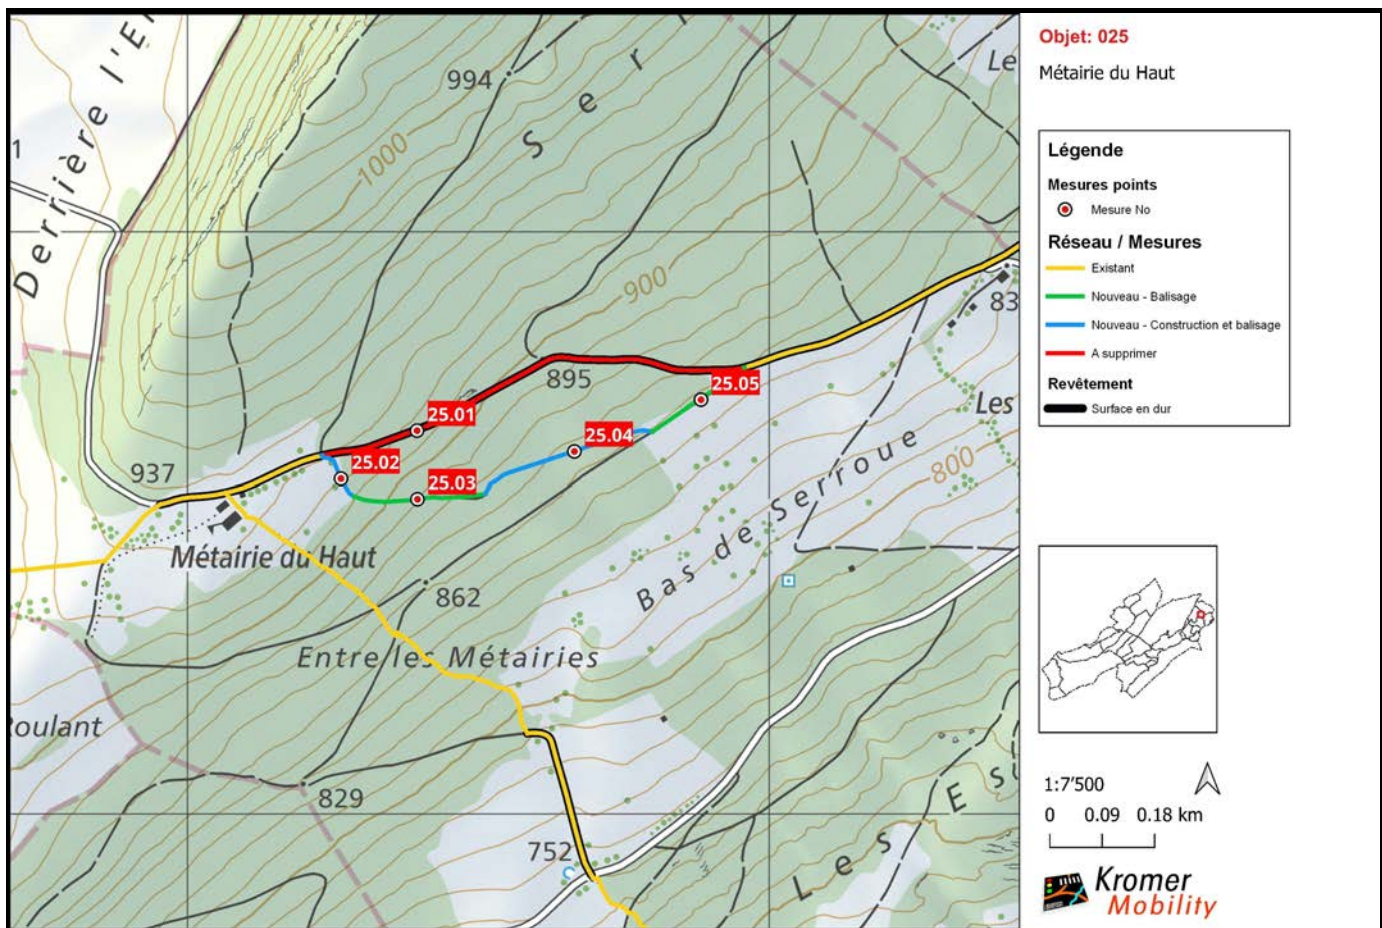 Objet: 025
Métairie du Haut
Légende
Mesures points
Mesure No
Réseau / Mesures
Existant
Nouveau - Balisage
Nouveau - Construction et balisage
A supprimer
Revêtement
Surface en dur
1:7'500
0 0.09 0.18 km
Kromer
Mobility
994
Ser
Le
1
Derrière l'E
1000
900
83
895
25.05
25.01
25.04
Les
937
25.02
25.03
800
Métairie du Haut
Bas de Serroue
862
Entre les Métairies
oulant
829
752
Les Es